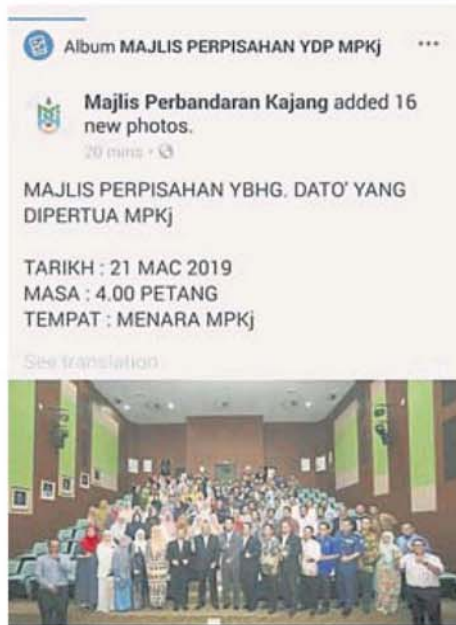 Album MAJLIS PERPISAHAN YDP MPKj
Majlis Perbandaran Kajang added 16
new photos.
20 mins
MAJLIS PERPISAHAN YBHG. DATO' YANG
DIPERTUA MPKj
TARIKH : 21 MAC 2019
MASA : 4.00 PETANG
TEMPAT : MENARA MPKj
See translation